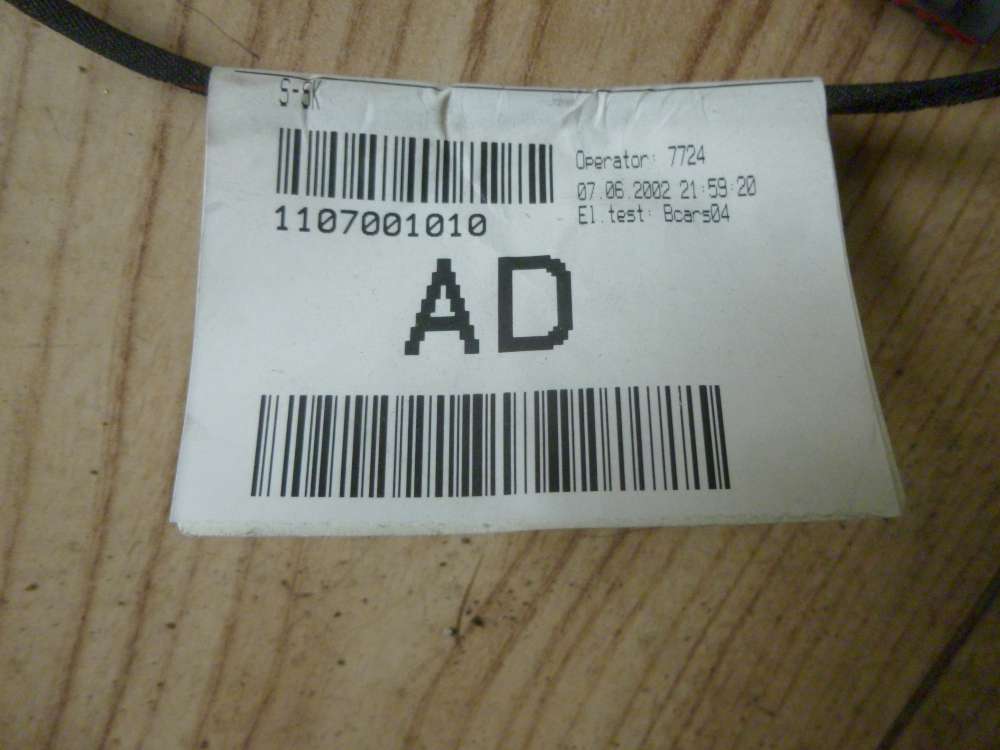 S-6K
Operator: 7724
07.06.2002 21:59:20
El.test: Bcars04
1107001010
AD